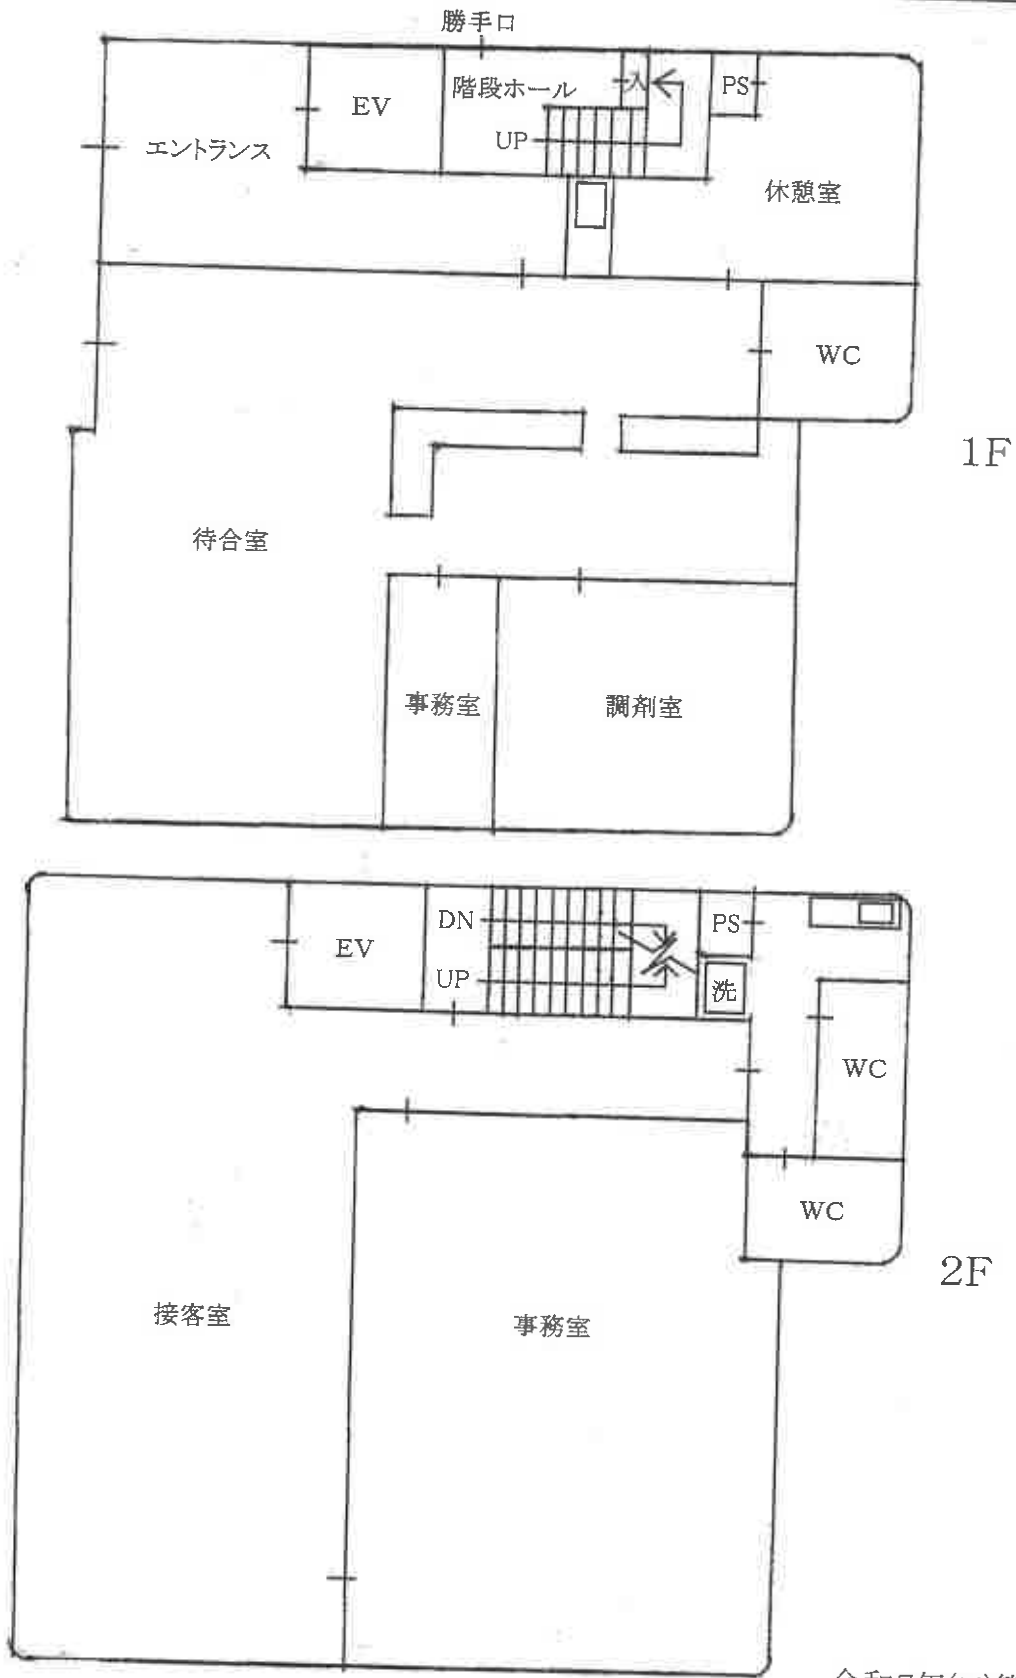 勝手口
階段ホール
入
PS
EV
エントランス
UP
休憩室
WC
1F
待合室
事務室
調剤室
DN
PS
EV
UP
洗
WC
WC
2F
接客室
事務室